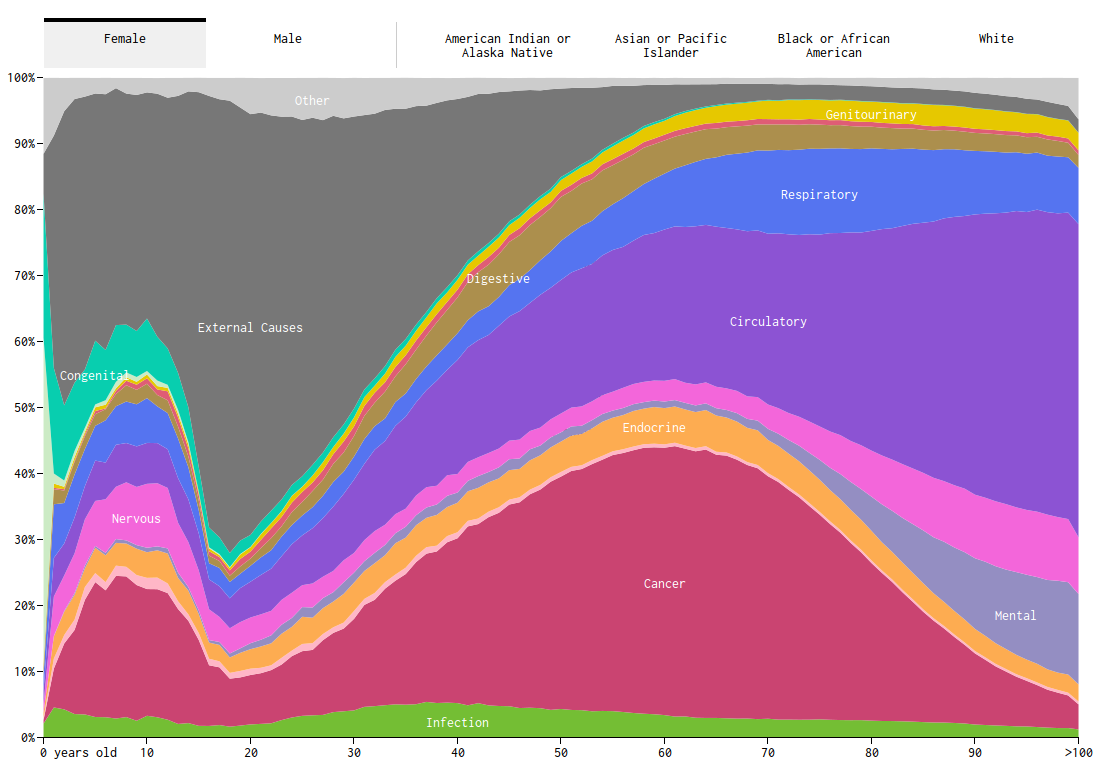 Female
Male
American Indian or
Alaska Native
Asian or Pacific
Islander
Black or African
American
White
100%
90%
80%
70%
60%
50%
40%
30%
20%
10%
0%
Other
Genitourinary
Respiratory
Digestive
Circulatory
External Causes
Congenital
Endocrine
Nervous
Cancer
Mental
Infection
0 years old
10
20
30
40
50
60
70
80
90
>100